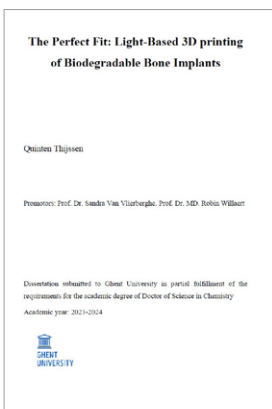 The Perfect Fit: Light-Based 3D printing
of Biodegradable Bone Implants
Quinten Thijssen
Promotors: Prof. Dr. Sandra Van Vlierberghe, Prof. Dr. MD. Robin Willaert
Dissertation submitted to Ghent University in partial fulfillment of the
requirements for the academic degree of Doctor of Science in Chemistry
Academic year: 2023-2024
GHENT
UNIVERSITY